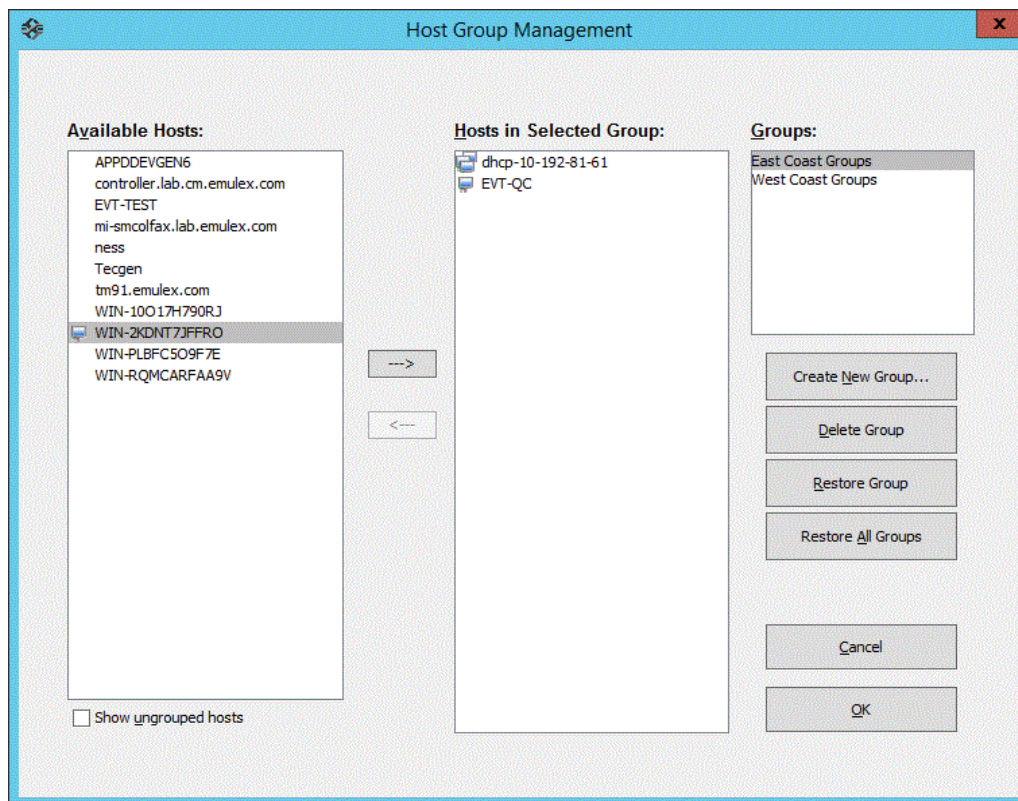 Host Group Management
x
Available Hosts:
APPDDEVGEN6
controller.lab.cm.emulex.com
EVT-TEST
mi-smcolfax.lab.emulex.com
ness
Tecgen
tm91.emulex.com
WIN-10O17H790RJ
WIN-2KDNT7JFFRO
WIN-PLBFC5O9F7E
WIN-RQMCARFAA9V
Show ungrouped hosts
--->
<---
Hosts in Selected Group:
dhcp-10-192-81-61
EVT-QC
Groups:
East Coast Groups
West Coast Groups
Create New Group...
Delete Group
Restore Group
Restore All Groups
Cancel
OK